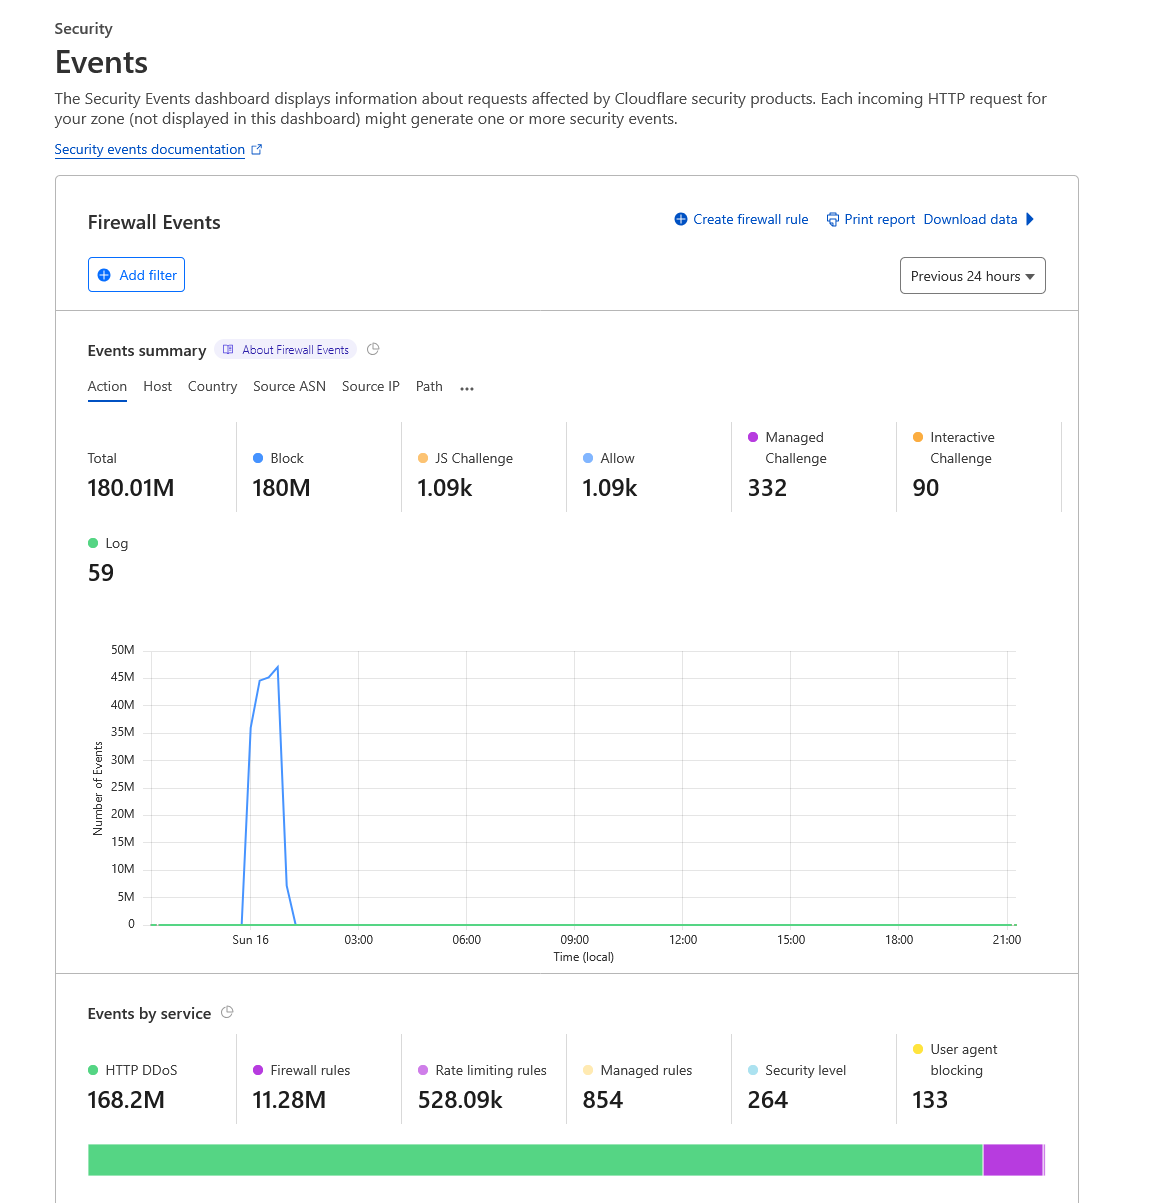 Security
Events
The Security Events dashboard displays information about requests affected by Cloudflare security products. Each incoming HTTP request for
your zone (not displayed in this dashboard) might generate one or more security events.
Security events documentation
Firewall Events
Create firewall rule Print report Download data
Add filter
Previous 24 hours
Events summary About Firewall Events
Action Host Country Source ASN Source IP Path ...
Total
180.01M
Block
180M
JS Challenge
1.09k
Allow
1.09k
Managed
Challenge
332
Interactive
Challenge
90
Log
59
50M
45M
40M
35M
30M
25M
20M
15M
10M
5M
0
Number of Events
Sun 16 03:00 06:00 09:00 12:00 15:00 18:00 21:00
Time (local)
Events by service
HTTP DDoS
168.2M
Firewall rules
11.28M
Rate limiting rules
528.09k
Managed rules
854
Security level
264
User agent
blocking
133